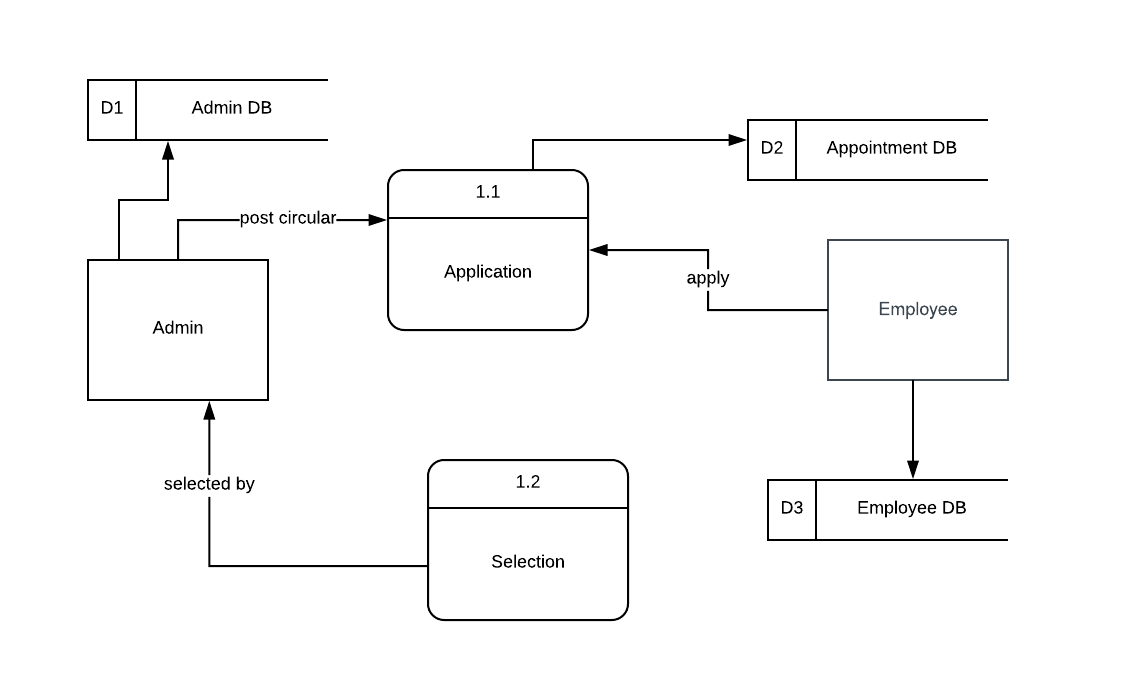 D1
Admin DB
D2
Appointment DB
1.1
Application
post circular
apply
Employee
Admin
selected by
1.2
Selection
D3
Employee DB